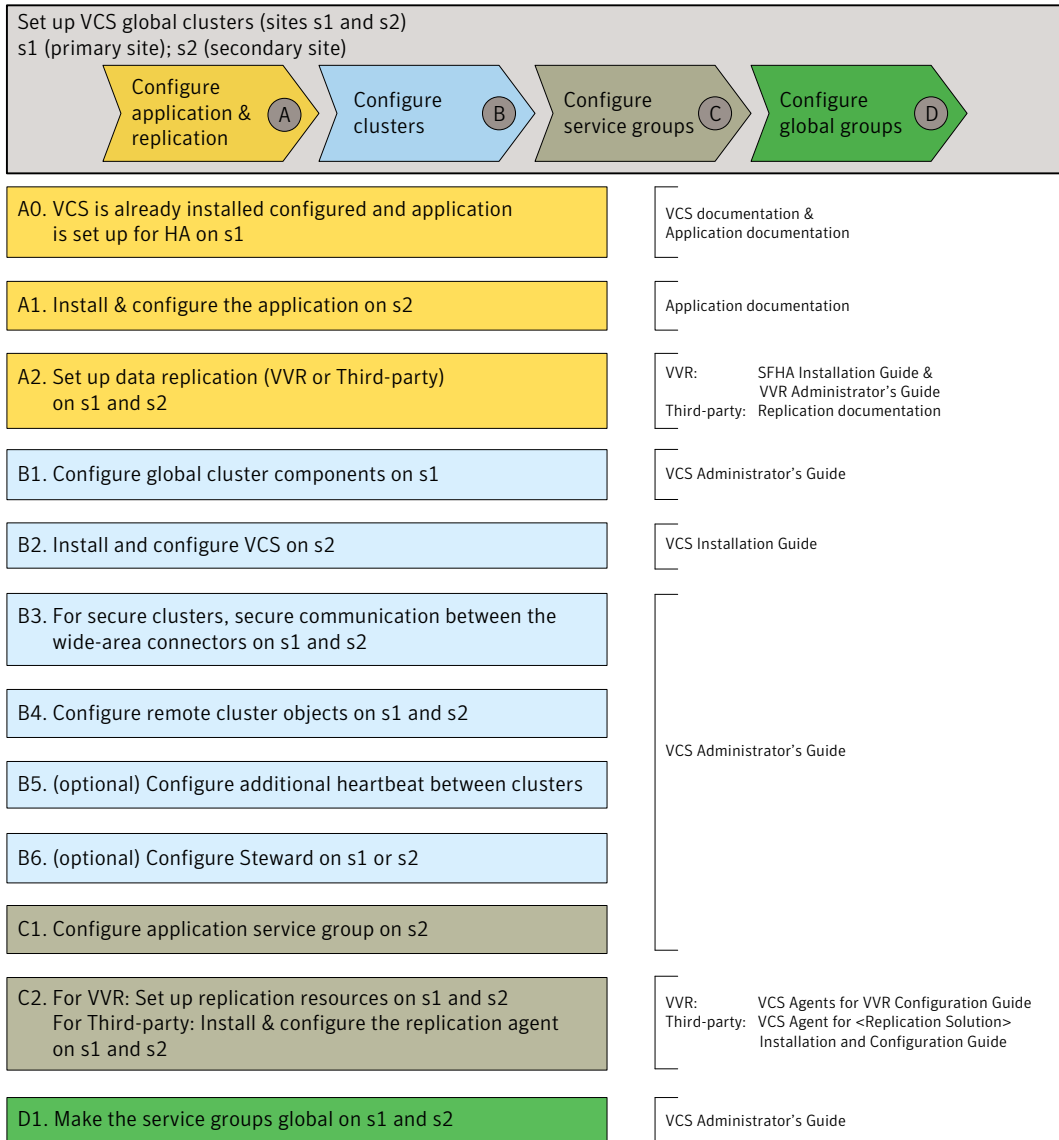 Set up VCS global clusters (sites s1 and s2)
s1 (primary site); s2 (secondary site)
Configure
application &
replication
A
Configure
clusters
B
Configure
service groups
C
Configure
global groups
D
A0. VCS is already installed configured and application
is set up for HA on s1
VCS documentation &
Application documentation
A1. Install & configure the application on s2
Application documentation
A2. Set up data replication (VVR or Third-party)
on s1 and s2
VVR: SFHA Installation Guide &
VVR Administrator's Guide
Third-party: Replication documentation
B1. Configure global cluster components on s1
VCS Administrator's Guide
B2. Install and configure VCS on s2
VCS Installation Guide
B3. For secure clusters, secure communication between the
wide-area connectors on s1 and s2
B4. Configure remote cluster objects on s1 and s2
B5. (optional) Configure additional heartbeat between clusters
B6. (optional) Configure Steward on s1 or s2
C1. Configure application service group on s2
VCS Administrator's Guide
C2. For VVR: Set up replication resources on s1 and s2
For Third-party: Install & configure the replication agent
on s1 and s2
VVR: VCS Agents for VVR Configuration Guide
Third-party: VCS Agent for <Replication Solution>
Installation and Configuration Guide
D1. Make the service groups global on s1 and s2
VCS Administrator's Guide